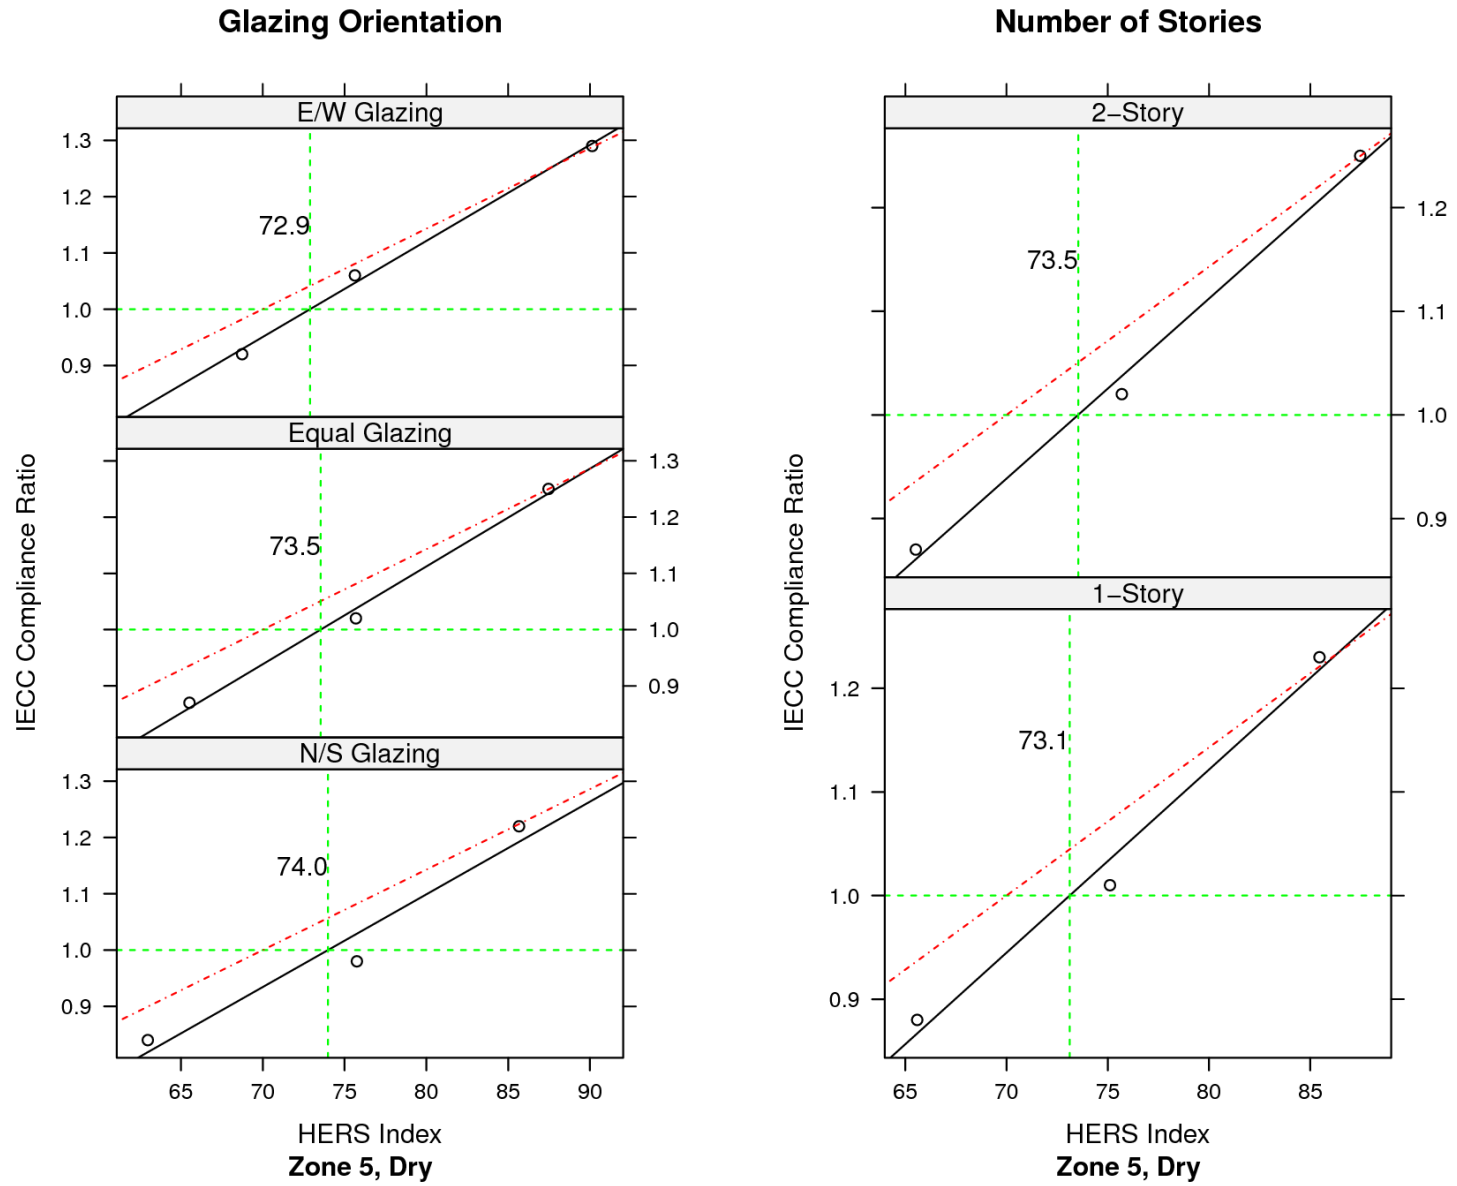 Glazing Orientation
E/W Glazing
1.3
1.2
1.1
1.0
0.9
72.9
Equal Glazing
1.3
1.2
1.1
1.0
0.9
73.5
N/S Glazing
1.3
1.2
1.1
1.0
0.9
74.0
IECC Compliance Ratio
65 70 75 80 85 90
HERS Index
Zone 5, Dry
Number of Stories
2−Story
1.2
1.1
1.0
0.9
73.5
1−Story
1.2
1.1
1.0
0.9
73.1
IECC Compliance Ratio
65 70 75 80 85
HERS Index
Zone 5, Dry